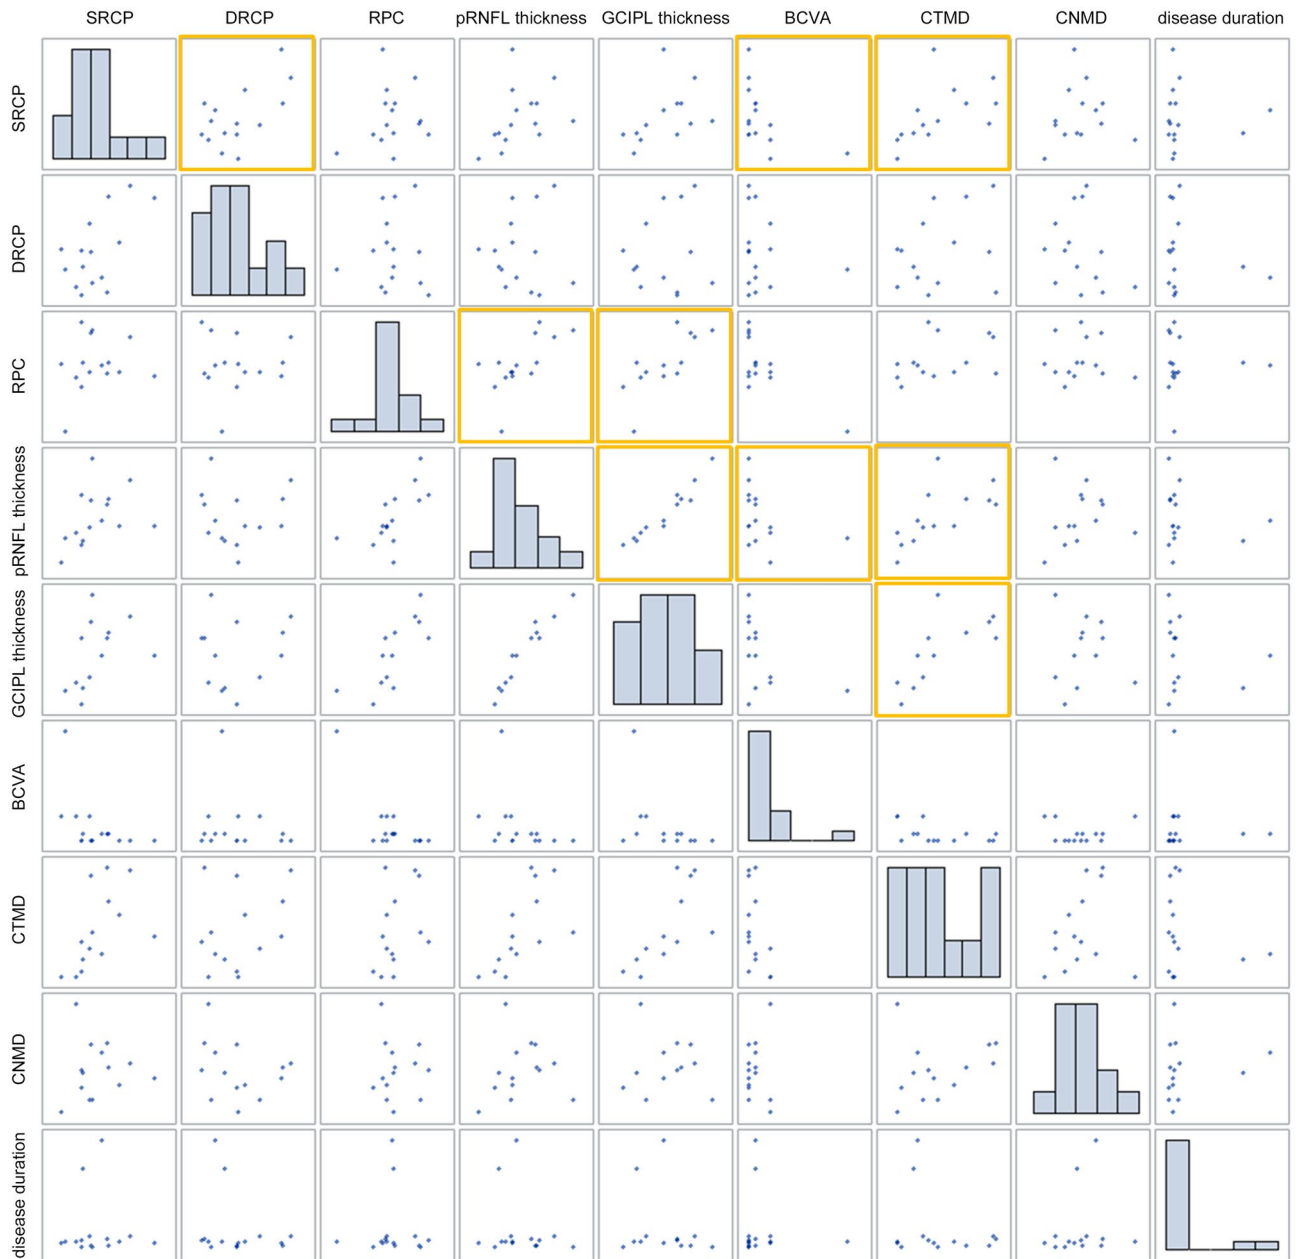 SRCP DRCP RPC pRNFL thickness GCIPL thickness BCVA CTMD CNMD disease duration
SRCP
DRCP
RPC
pRNFL thickness
GCIPL thickness
BCVA
CTMD
CNMD
disease duration